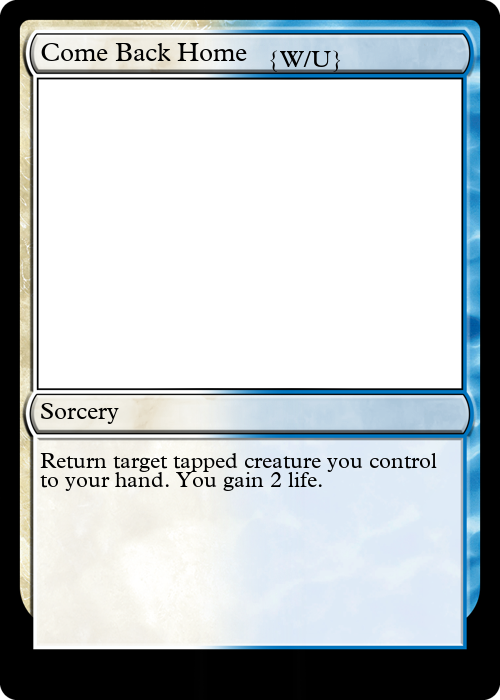 Come Back Home {W/U}
Sorcery
Return target tapped creature you control
to your hand. You gain 2 life.